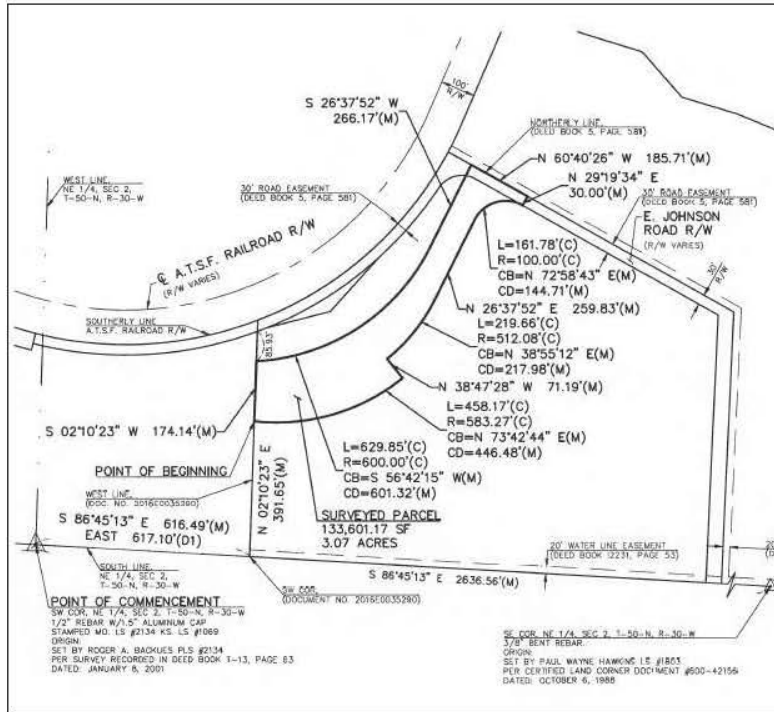 100'
R/W
S 26°37'52" W
266.17'(M)
NORTHERLY LINE,
(DEED BOOK 5, PAGE 581)
N 60°40'26" W 185.71'(M)
N 29°19'34" E
30.00'(M)
WEST LINE,
NE 1/4, SEC 2,
T-50-N, R-30-W
30' ROAD EASEMENT
(DEED BOOK 5, PAGE 581)
30' ROAD EASEMENT
(DEED BOOK 5, PAGE 581)
E. JOHNSON
ROAD R/W
(R/W VARIES)
℄ A.T.S.F. RAILROAD R/W
(R/W VARIES)
L=161.78'(C)
R=100.00'(C)
CB=N 72°58'43" E(M)
CD=144.71'(M)
30'
R/W
N 26°37'52" E 259.83'(M)
SOUTHERLY LINE
A.T.S.F. RAILROAD R/W
L=219.66'(C)
R=512.08'(C)
CB=N 38°55'12" E(M)
CD=217.98'(M)
85.93'
N 38°47'28" W 71.19'(M)
L=458.17'(C)
R=583.27'(C)
CB=N 73°42'44" E(M)
CD=446.48'(M)
S 02°10'23" W 174.14'(M)
L=629.85'(C)
R=600.00'(C)
CB=S 56°42'15" W(M)
CD=601.32'(M)
POINT OF BEGINNING
N 02°10'23" E
391.65'(M)
WEST LINE,
(DOC. NO. 2016E0035290)
SURVEYED PARCEL
133,601.17 SF
3.07 ACRES
S 86°45'13" E 616.49'(M)
EAST 617.10'(D1)
20' WATER LINE EASEMENT
(DEED BOOK 12231, PAGE 53)
20
(D
SOUTH LINE,
NE 1/4, SEC 2,
T-50-N, R-30-W
S 86°45'13" E 2636.56'(M)
SW COR,
(DOCUMENT NO. 2016E0035290)
POINT OF COMMENCEMENT
SW COR, NE 1/4, SEC 2, T-50-N, R-30-W
1/2" REBAR W/1.5" ALUMINUM CAP
STAMPED MO. LS #2134 KS. LS #1069
ORIGIN:
SET BY ROGER A. BACKUES PLS #2134
PER SURVEY RECORDED IN DEED BOOK T-13, PAGE 63
DATED: JANUARY 8, 2001
SE COR, NE 1/4, SEC 2, T-50-N, R-30-W
3/8" BENT REBAR
ORIGIN:
SET BY PAUL WAYNE HAWKINS LS #1803
PER CERTIFIED LAND CORNER DOCUMENT #600-42156
DATED: OCTOBER 6, 1988